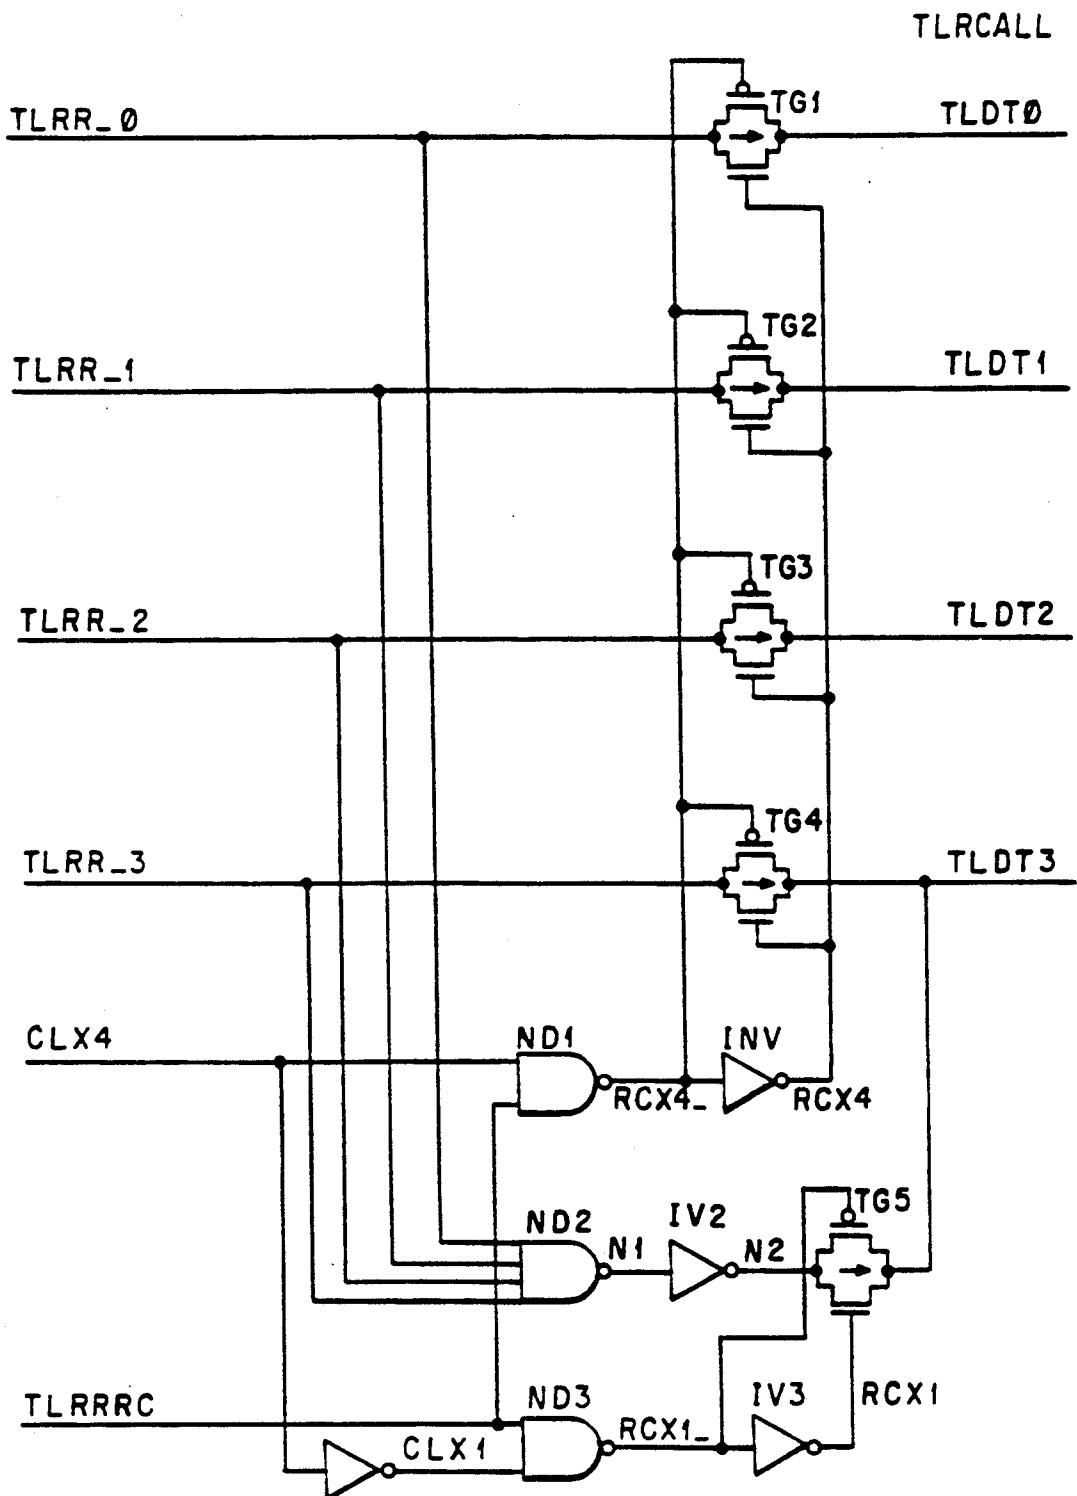 TLRCALL
TLRR_0
TG1
TLDT0
TLRR_1
TG2
TLDT1
TLRR_2
TG3
TLDT2
TLRR_3
TG4
TLDT3
CLX4
ND1
RCX4_
INV
RCX4
ND2
N1
IV2
N2
TG5
TLRRRC
CLX1
ND3
RCX1_
IV3
RCX1